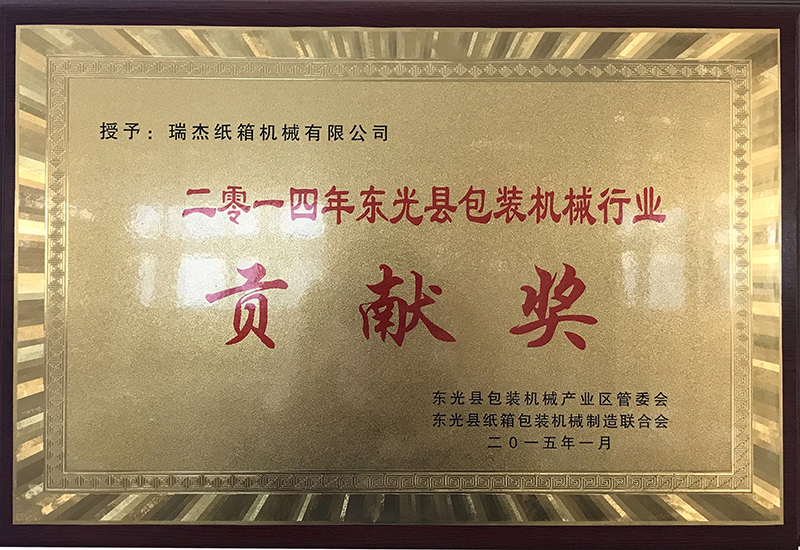 授予：瑞杰纸箱机械有限公司
二零一四年东光县包装机械行业
贡献奖
东光县包装机械产业区管委会
东光县纸箱包装机械制造联合会
二〇一五年一月